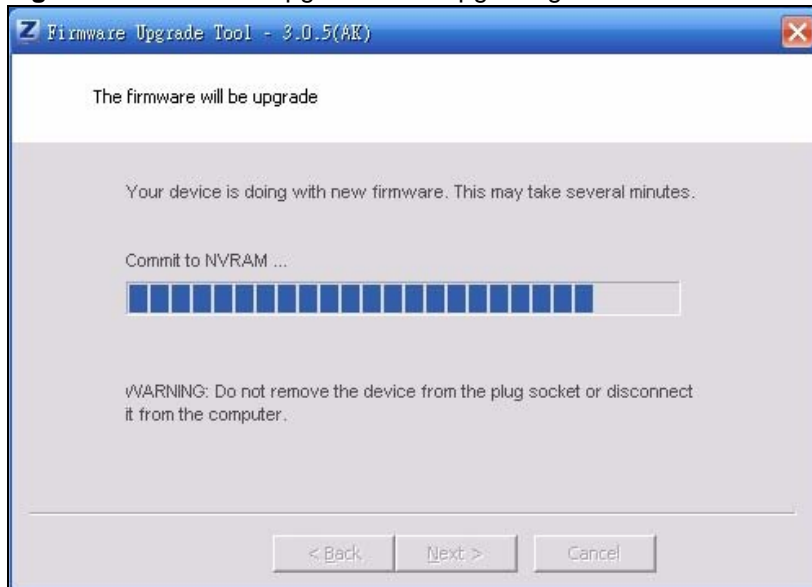 Z Firmware Upgrade Tool - 3.0.5(AK)
The firmware will be upgrade
Your device is doing with new firmware. This may take several minutes.
Commit to NVRAM ...
WARNING: Do not remove the device from the plug socket or disconnect
it from the computer.
< Back
Next >
Cancel